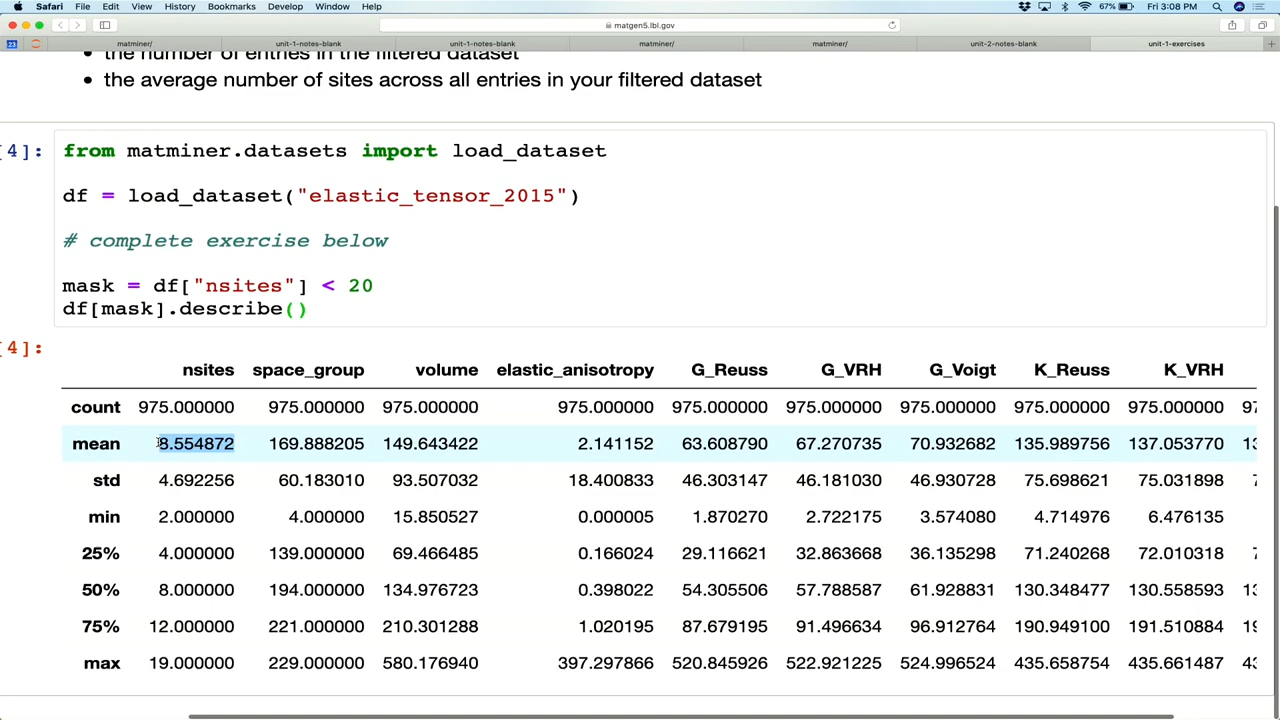 Safari File Edit View History Bookmarks Develop Window Help 67% Fri 3:08 PM
matgen5.lbl.gov
23 matminer/ unit-1-notes-blank unit-1-notes-blank matminer/ matminer/ unit-2-notes-blank unit-1-exercises
• the number of entries in the filtered dataset
• the average number of sites across all entries in your filtered dataset
[4]: from matminer.datasets import load_dataset
df = load_dataset("elastic_tensor_2015")
# complete exercise below
mask = df["nsites"] < 20
df[mask].describe()
[4]:
nsites space_group volume elastic_anisotropy G_Reuss G_VRH G_Voigt K_Reuss K_VRH
count 975.000000 975.000000 975.000000 975.000000 975.000000 975.000000 975.000000 975.000000 975.000000 97
mean 8.554872 169.888205 149.643422 2.141152 63.608790 67.270735 70.932682 135.989756 137.053770 13
std 4.692256 60.183010 93.507032 18.400833 46.303147 46.181030 46.930728 75.698621 75.031898 7
min 2.000000 4.000000 15.850527 0.000005 1.870270 2.722175 3.574080 4.714976 6.476135
25% 4.000000 139.000000 69.466485 0.166024 29.116621 32.863668 36.135298 71.240268 72.010318 7
50% 8.000000 194.000000 134.976723 0.398022 54.305506 57.788587 61.928831 130.348477 130.558593 13
75% 12.000000 221.000000 210.301288 1.020195 87.679195 91.496634 96.912764 190.949100 191.510884 19
max 19.000000 229.000000 580.176940 397.297866 520.845926 522.921225 524.996524 435.658754 435.661487 43